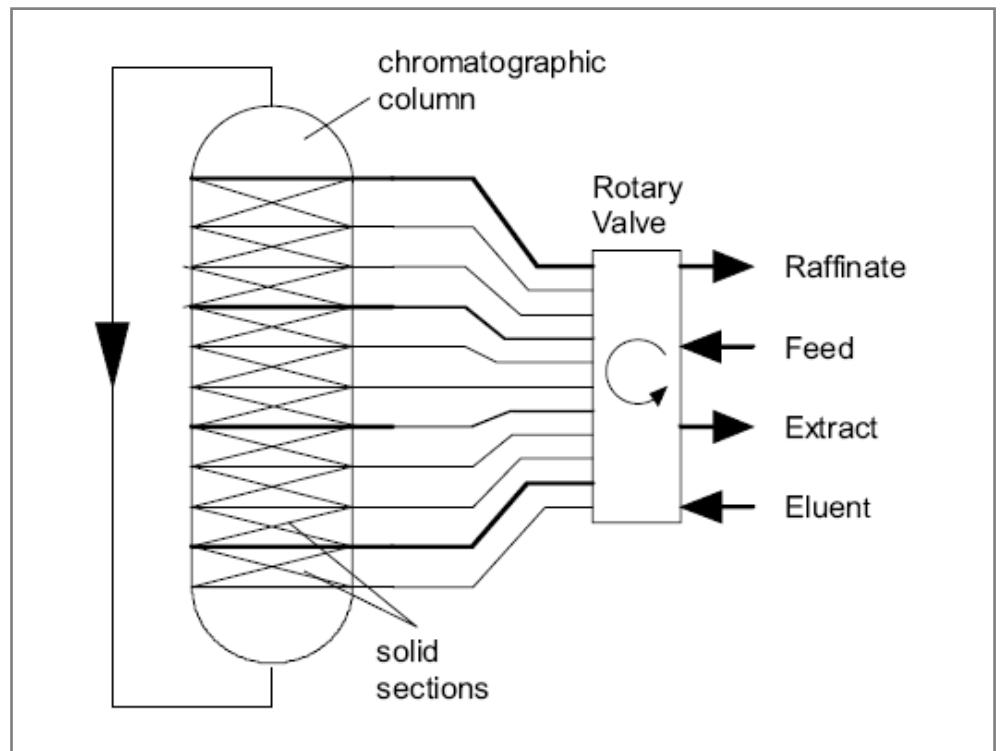 chromatographic
column
Rotary
Valve
Raffinate
Feed
Extract
Eluent
solid
sections